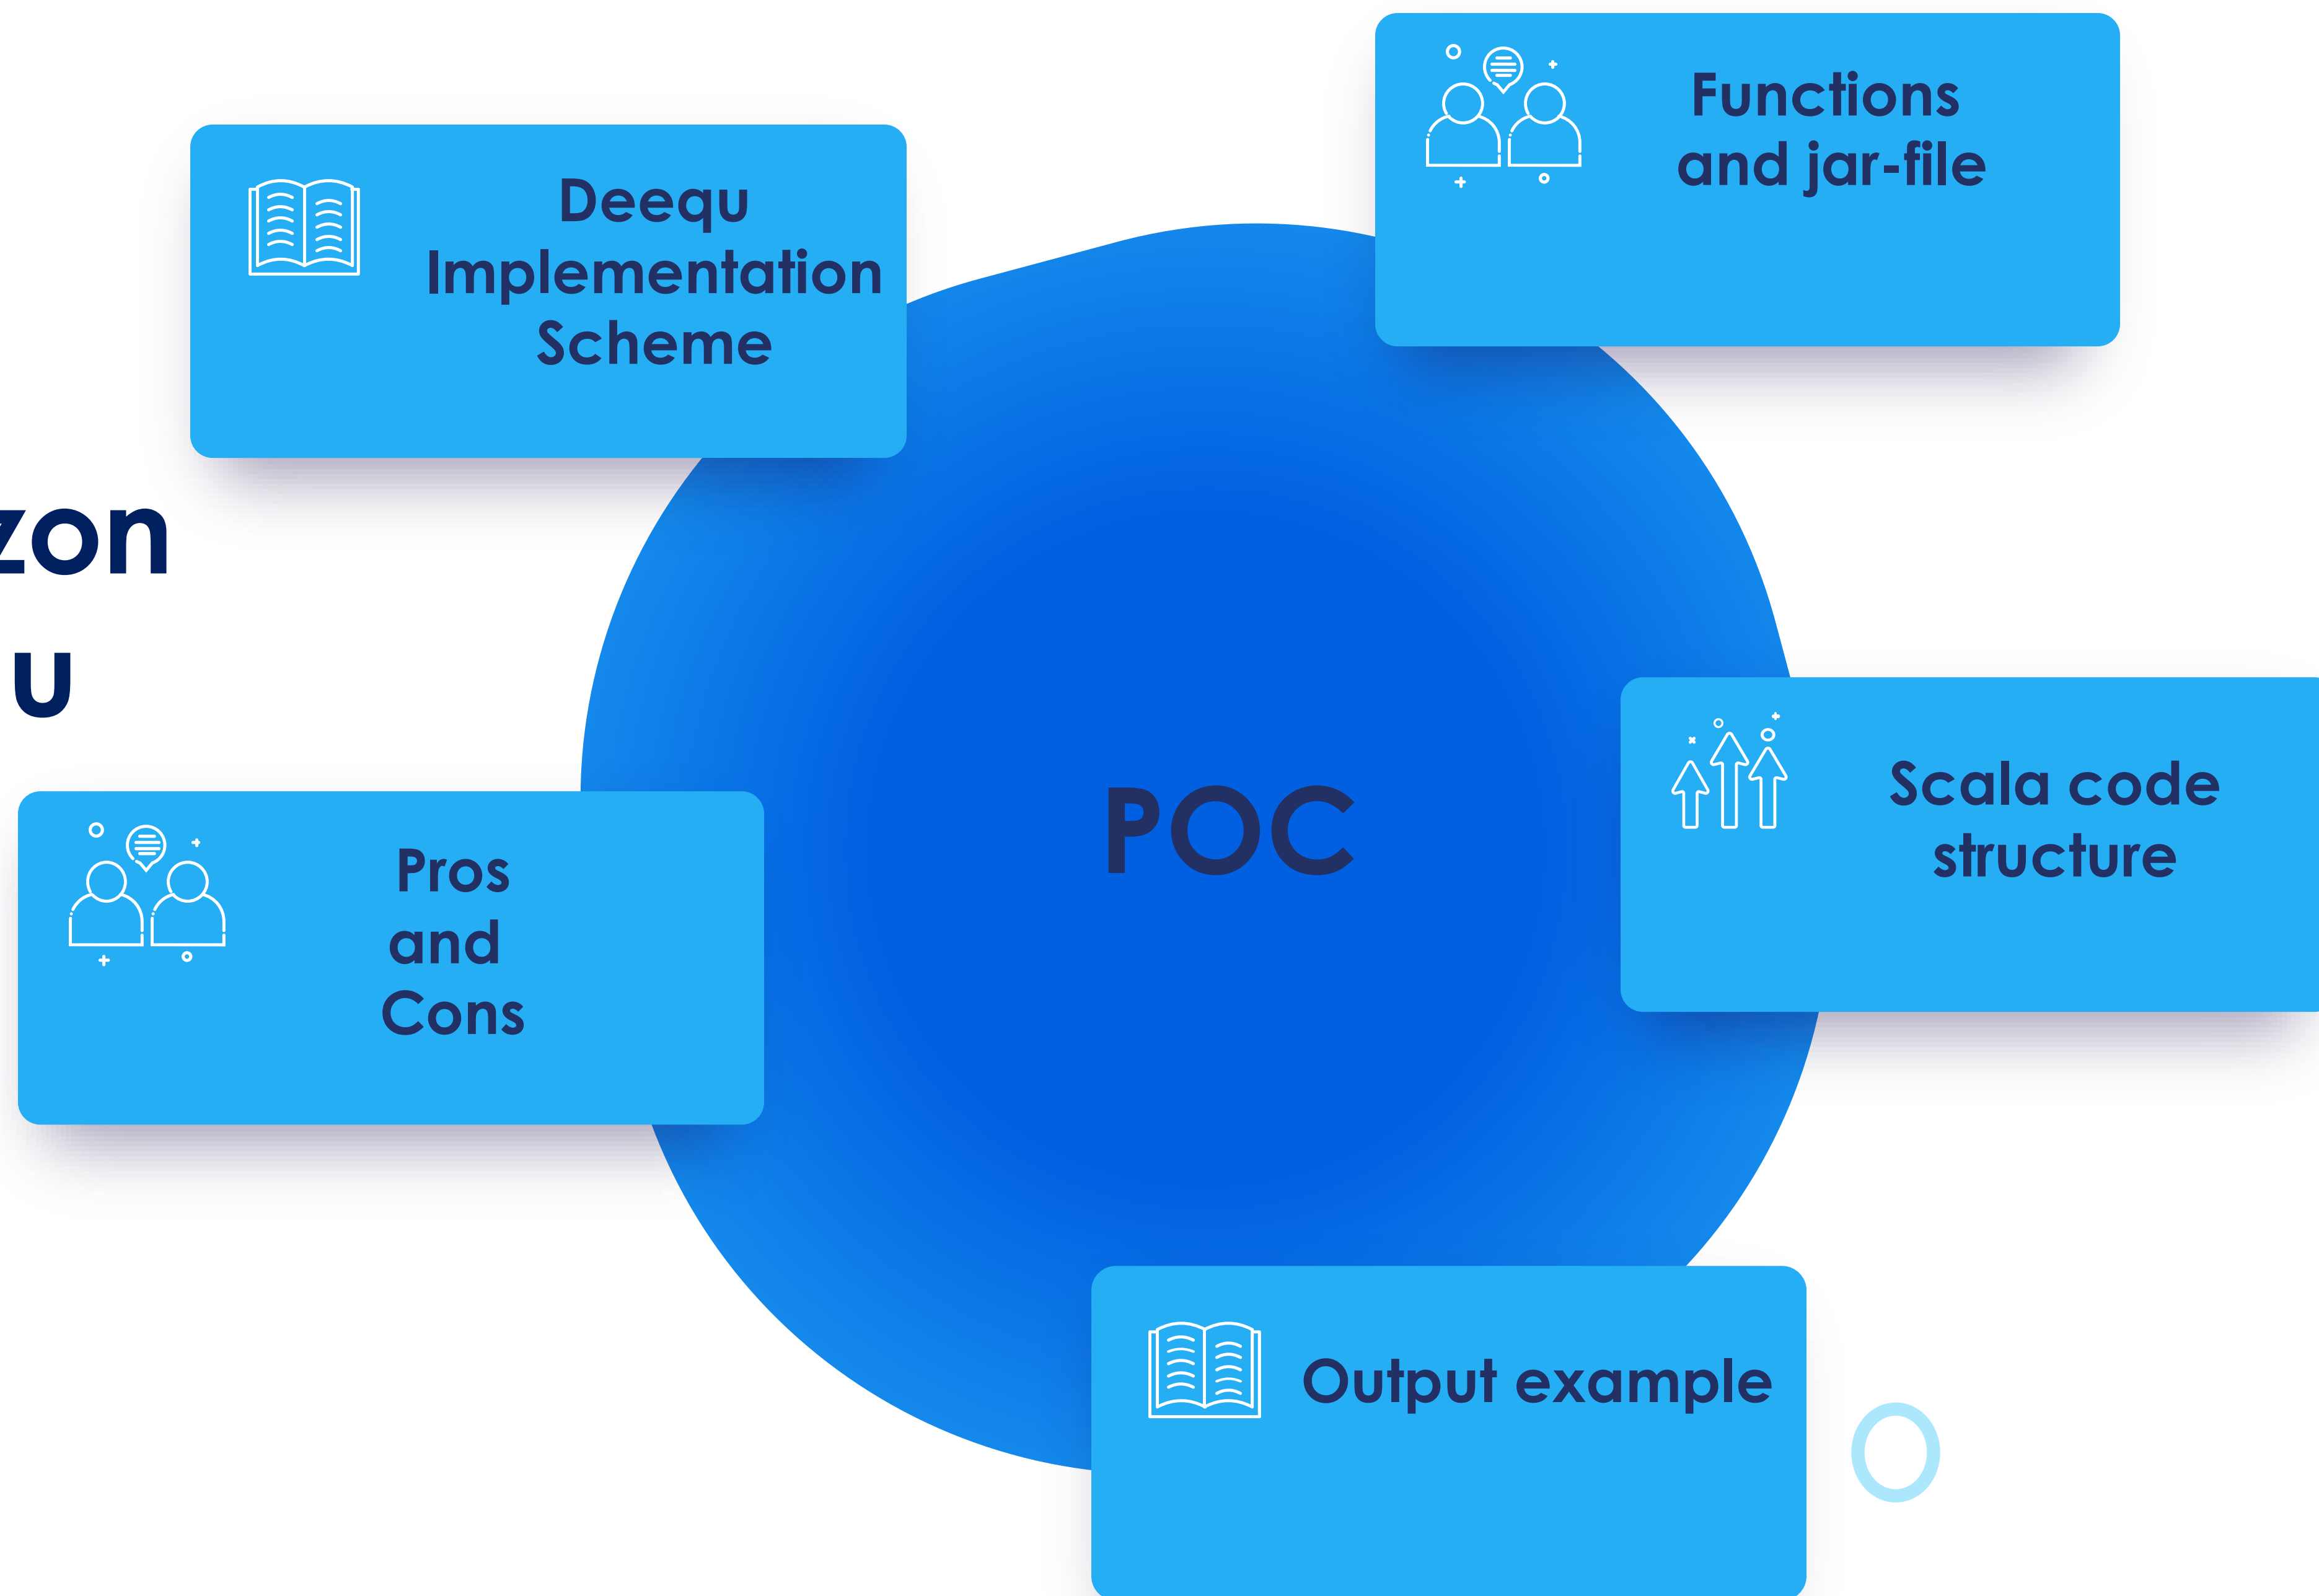 Functions
and jar-file
Deequ
Implementation
Scheme
zon
u
Scala code
structure
POC
Pros
and
Cons
Output example